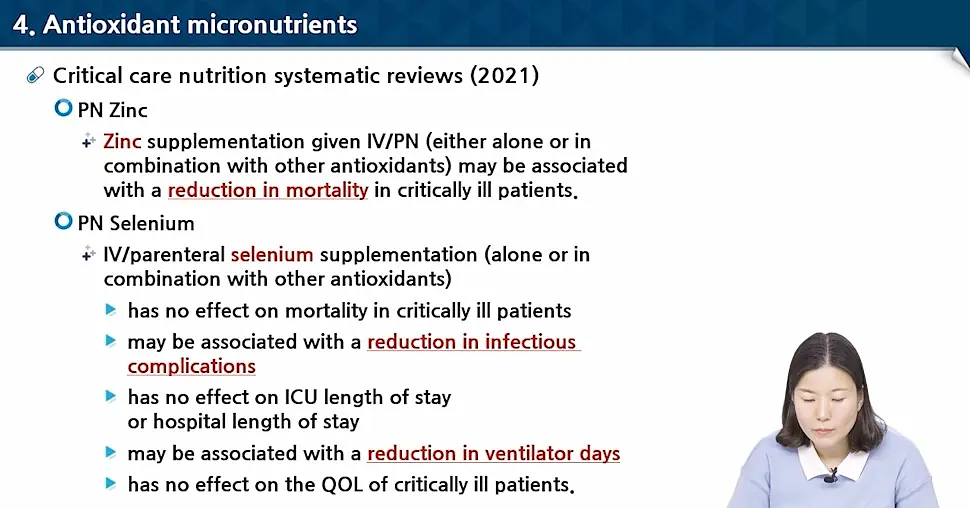 4. Antioxidant micronutrients
Critical care nutrition systematic reviews (2021)
PN Zinc
Zinc supplementation given IV/PN (either alone or in
combination with other antioxidants) may be associated
with a reduction in mortality in critically ill patients.
PN Selenium
IV/parenteral selenium supplementation (alone or in
combination with other antioxidants)
has no effect on mortality in critically ill patients
may be associated with a reduction in infectious
complications
has no effect on ICU length of stay
or hospital length of stay
may be associated with a reduction in ventilator days
has no effect on the QOL of critically ill patients.